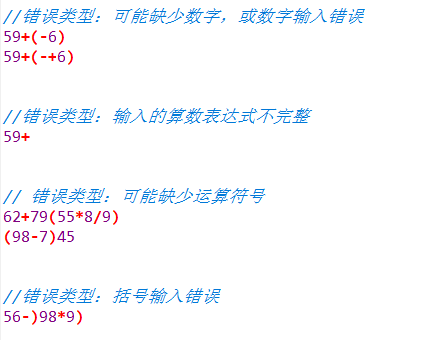 //错误类型：可能缺少数字，或数字输入错误
59+(-6)
59+(-+6)
//错误类型：输入的算数表达式不完整
59+
// 错误类型：可能缺少运算符号
62+79(55*8/9)
(98-7)45
//错误类型：括号输入错误
56-)98*9)